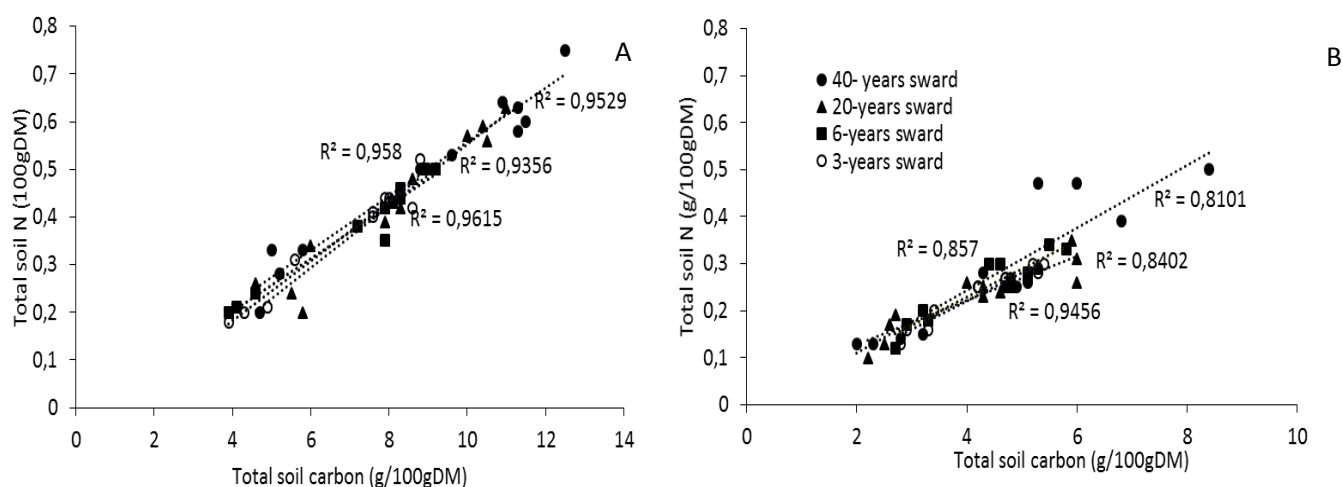 A
0,8
0,7
0,6
0,5
0,4
0,3
0,2
0,1
0
Total soil N (100gDM)
R² = 0,9529
R² = 0,958
R² = 0,9356
R² = 0,9615
0 2 4 6 8 10 12 14
Total soil carbon (g/100gDM)
B
0,8
0,7
0,6
0,5
0,4
0,3
0,2
0,1
0
Total soil N (g/100gDM)
40- years sward
20-years sward
6-years sward
3-years sward
R² = 0,8101
R² = 0,857
R² = 0,8402
R² = 0,9456
0 2 4 6 8 10
Total soil carbon (g/100gDM)